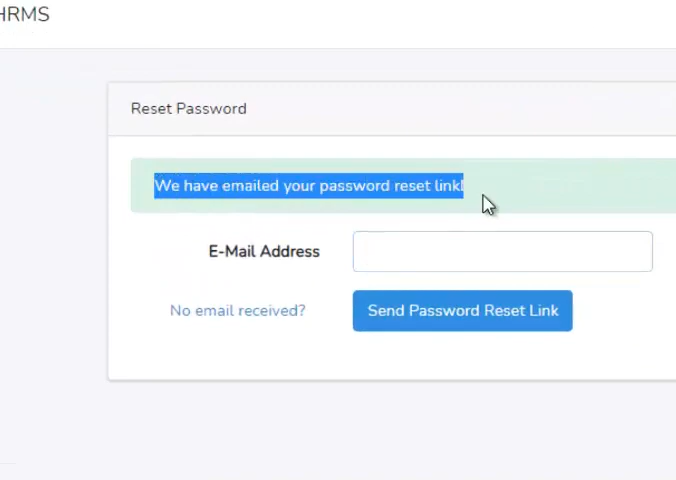 HRMS
Reset Password
We have emailed your password reset link!
E-Mail Address
No email received?
Send Password Reset Link